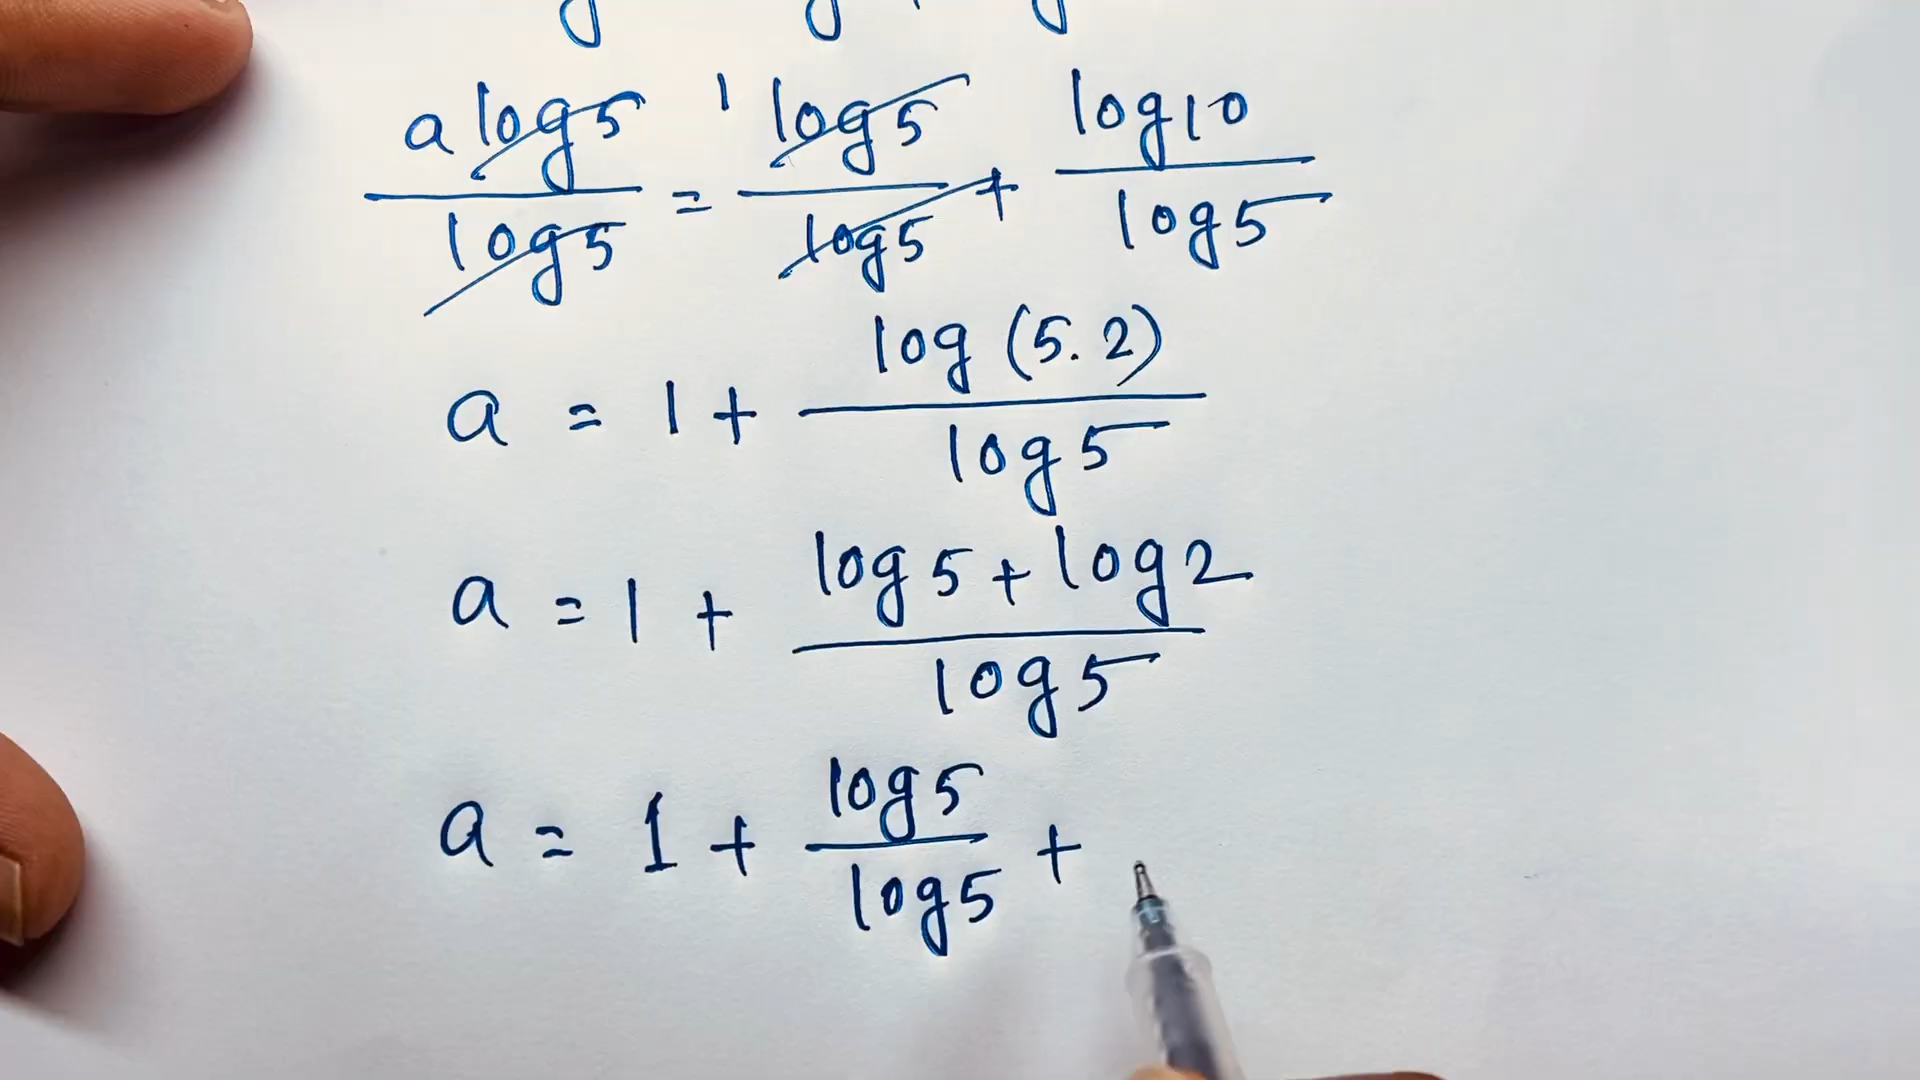 a log5 / log5 = 1 log5 / log5 + log10 / log5
a = 1 + log (5.2) / log5
a = 1 + log5 + log2 / log5
a = 1 + log5 / log5 +